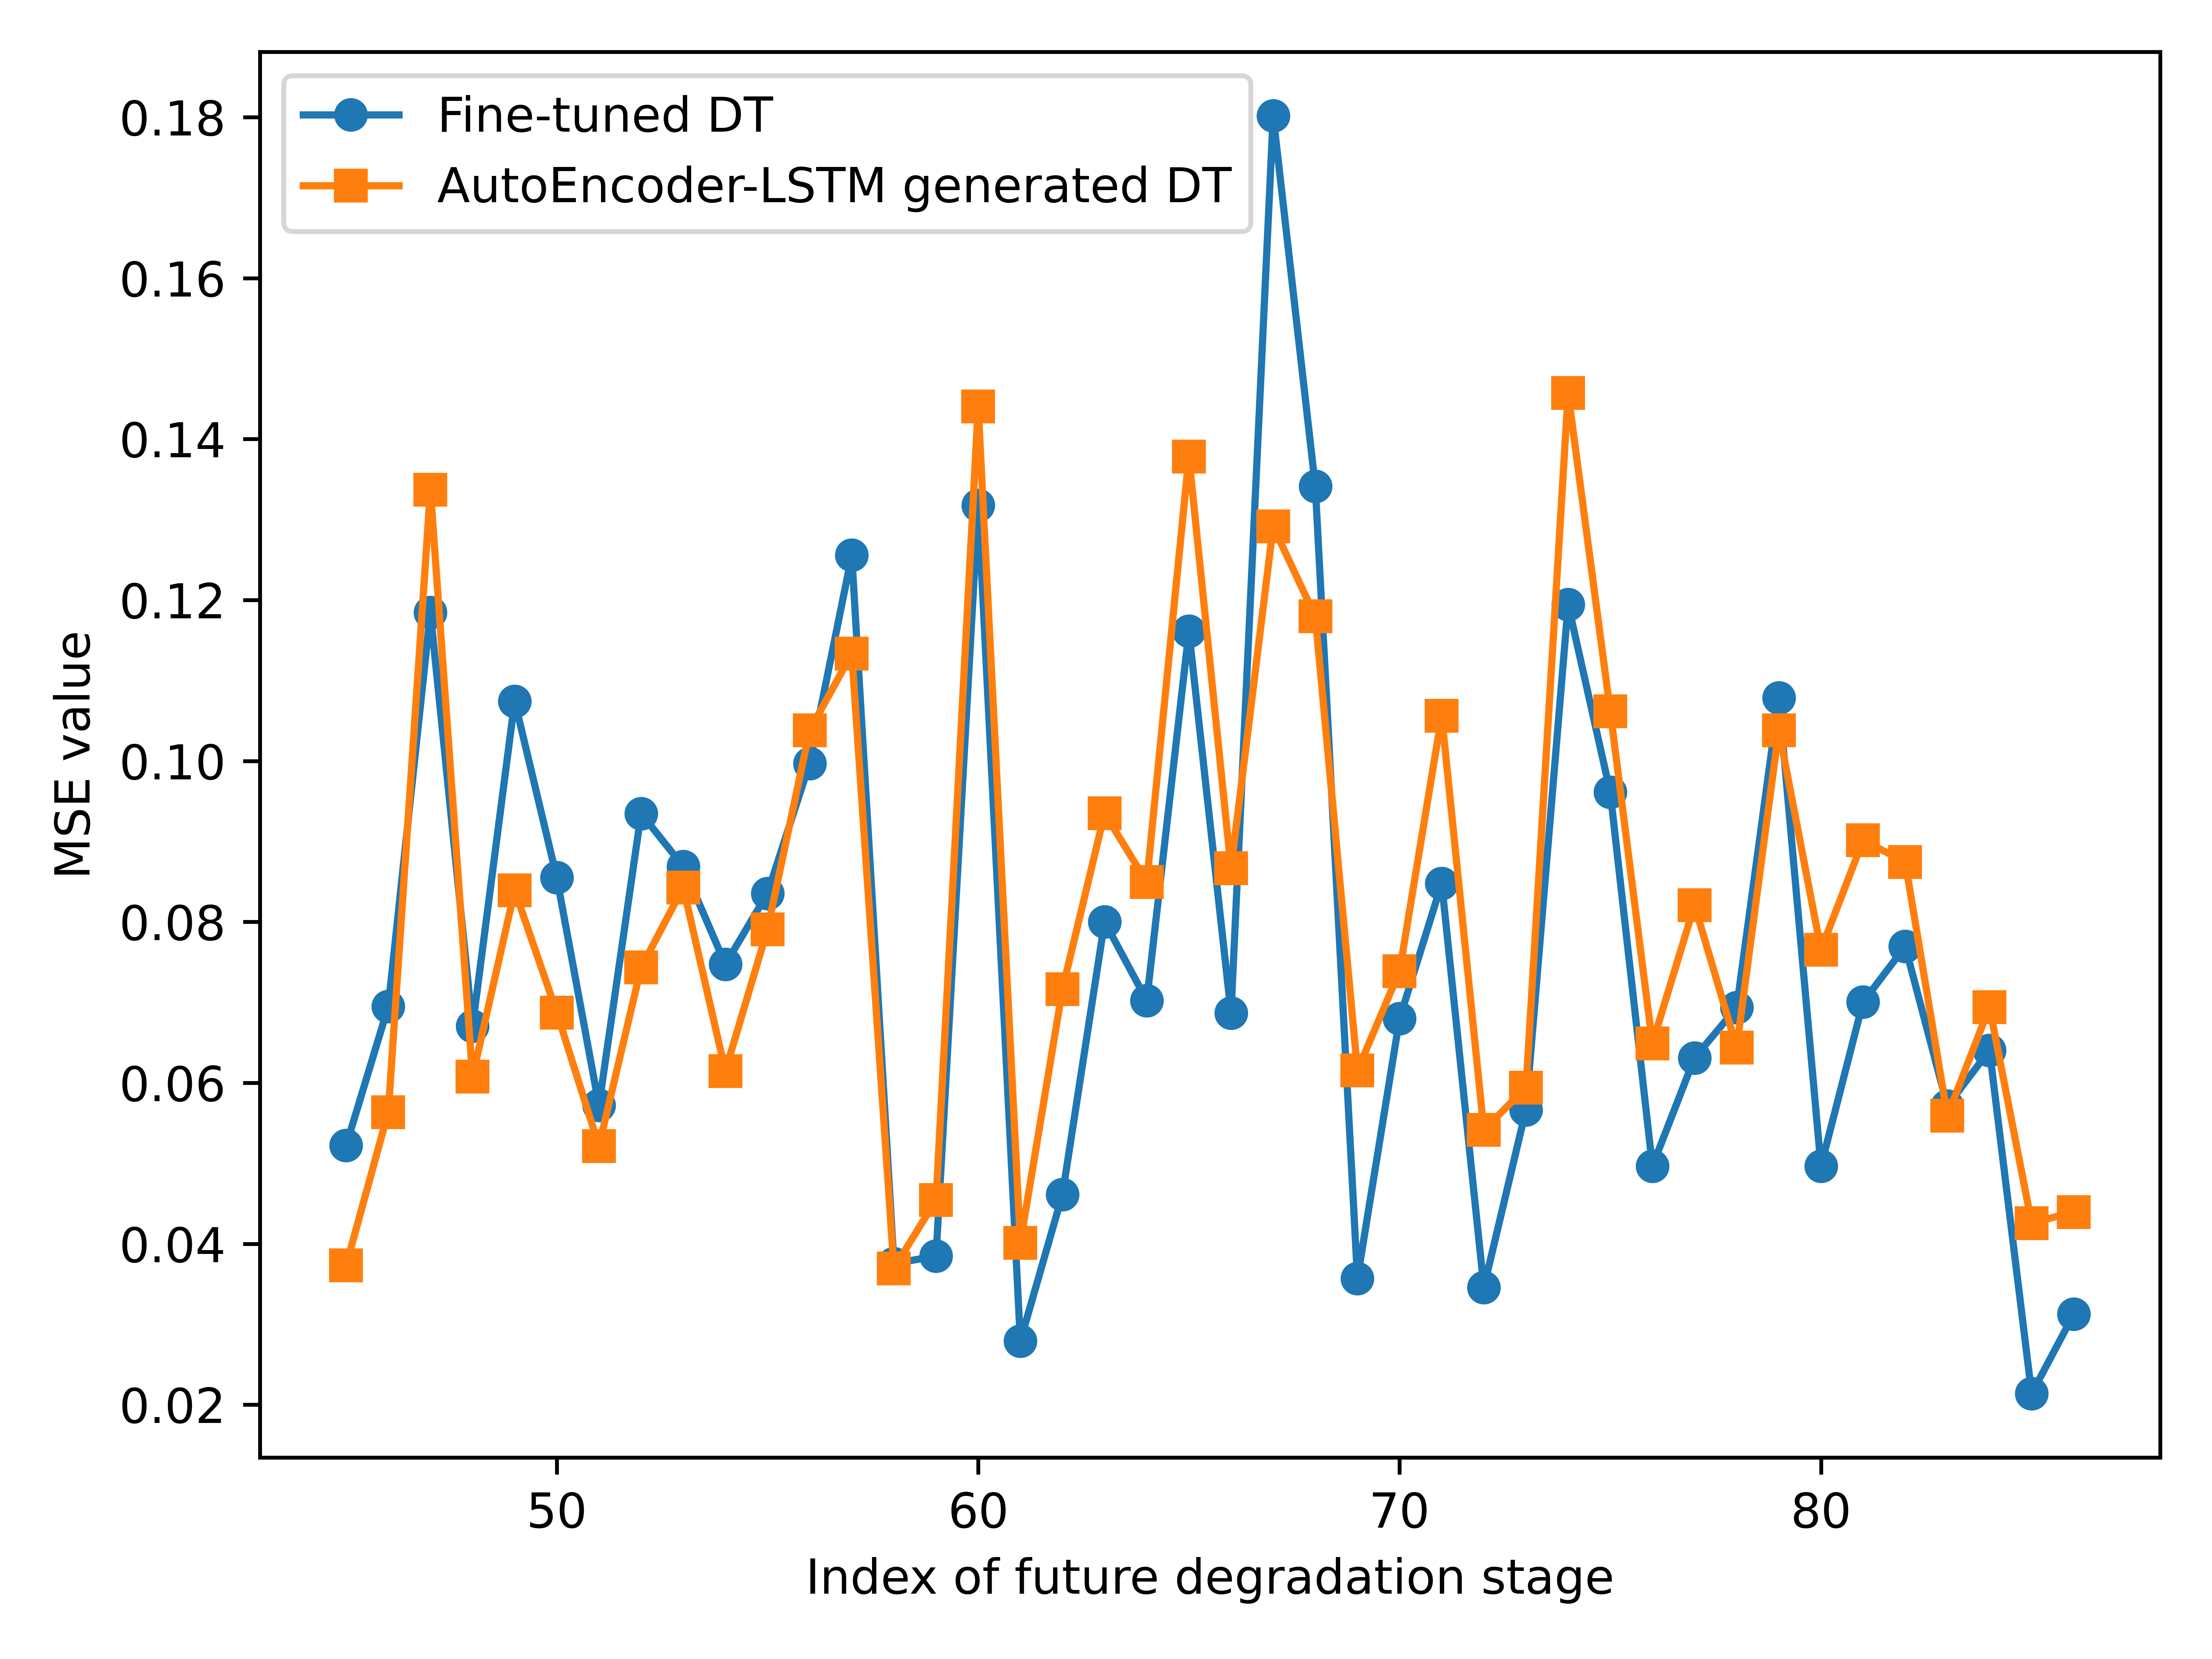 Fine-tuned DT
AutoEncoder-LSTM generated DT
0.18
0.16
0.14
0.12
0.10
0.08
0.06
0.04
0.02
MSE value
50 60 70 80
Index of future degradation stage